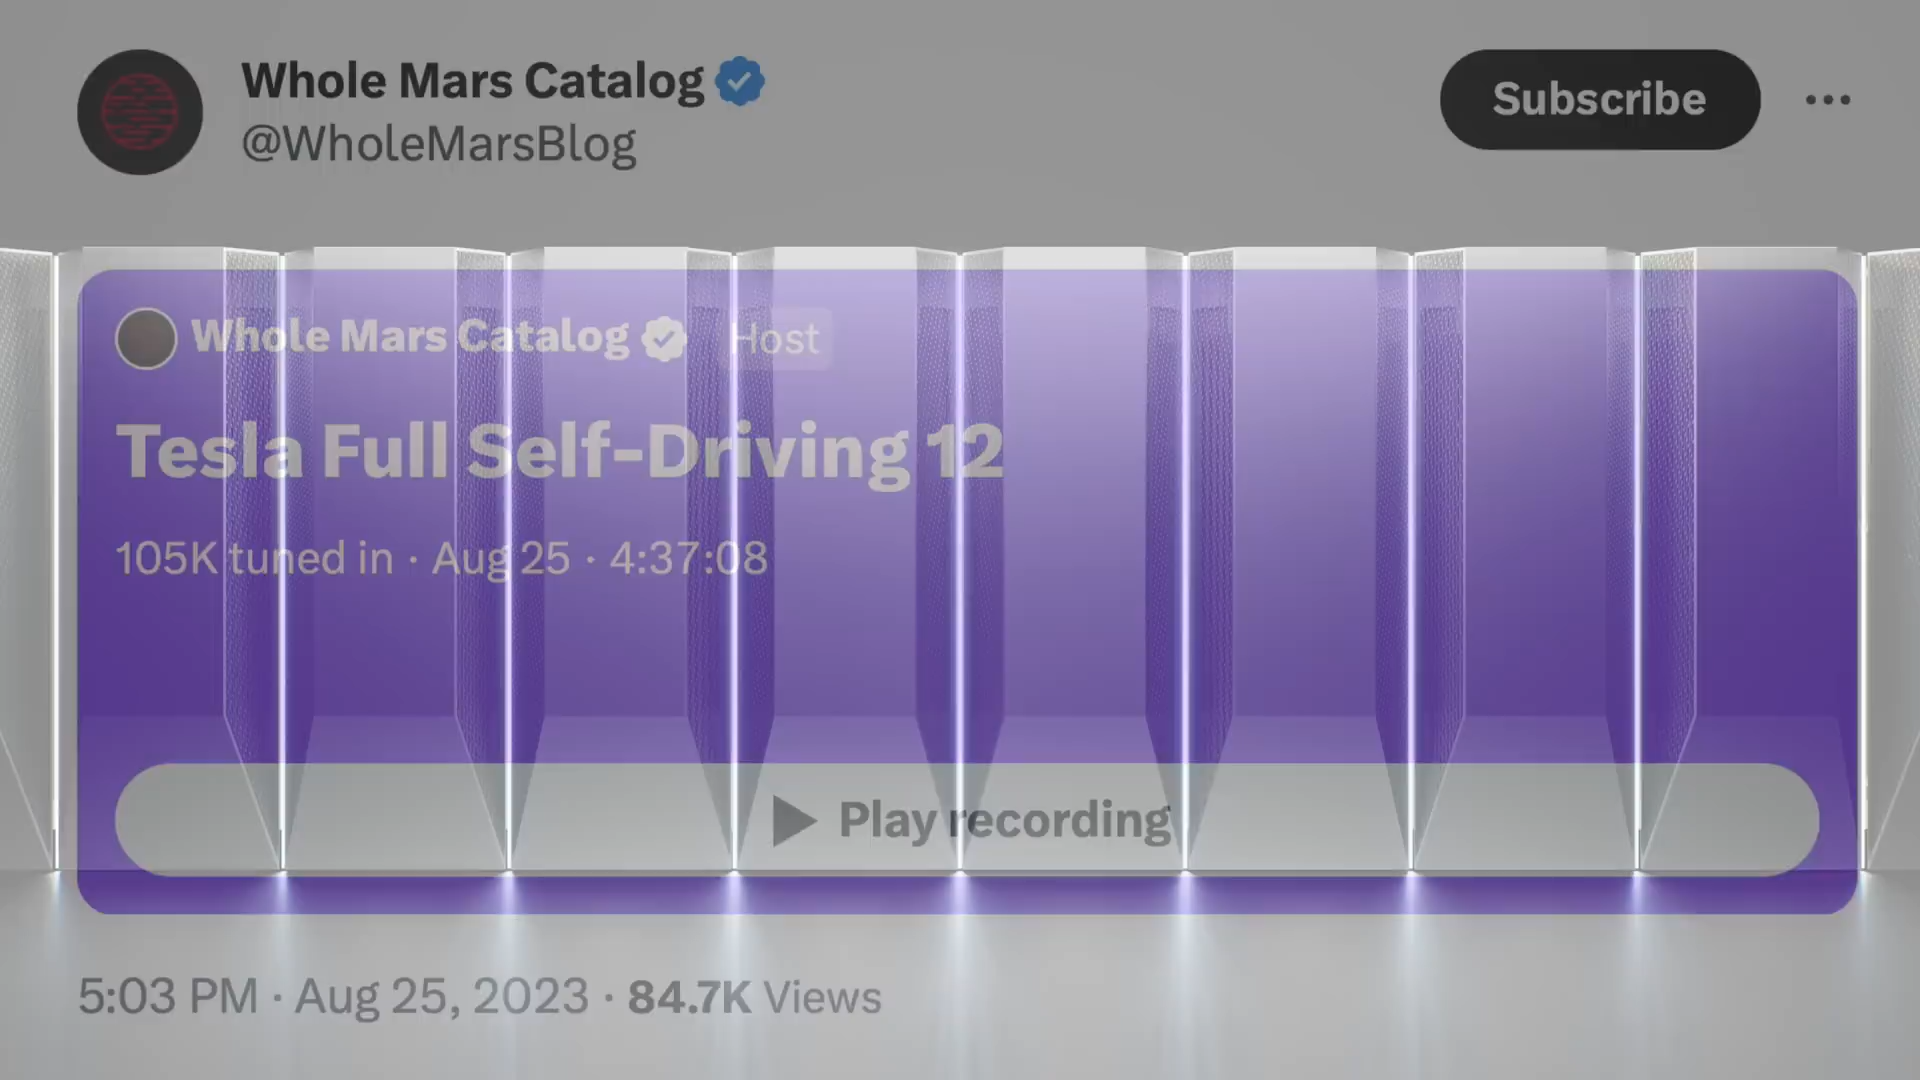 Whole Mars Catalog
@WholeMarsBlog
Subscribe
Whole Mars Catalog Host
Tesla Full Self-Driving 12
105K tuned in · Aug 25 · 4:37:08
Play recording
5:03 PM · Aug 25, 2023 · 84.7K Views